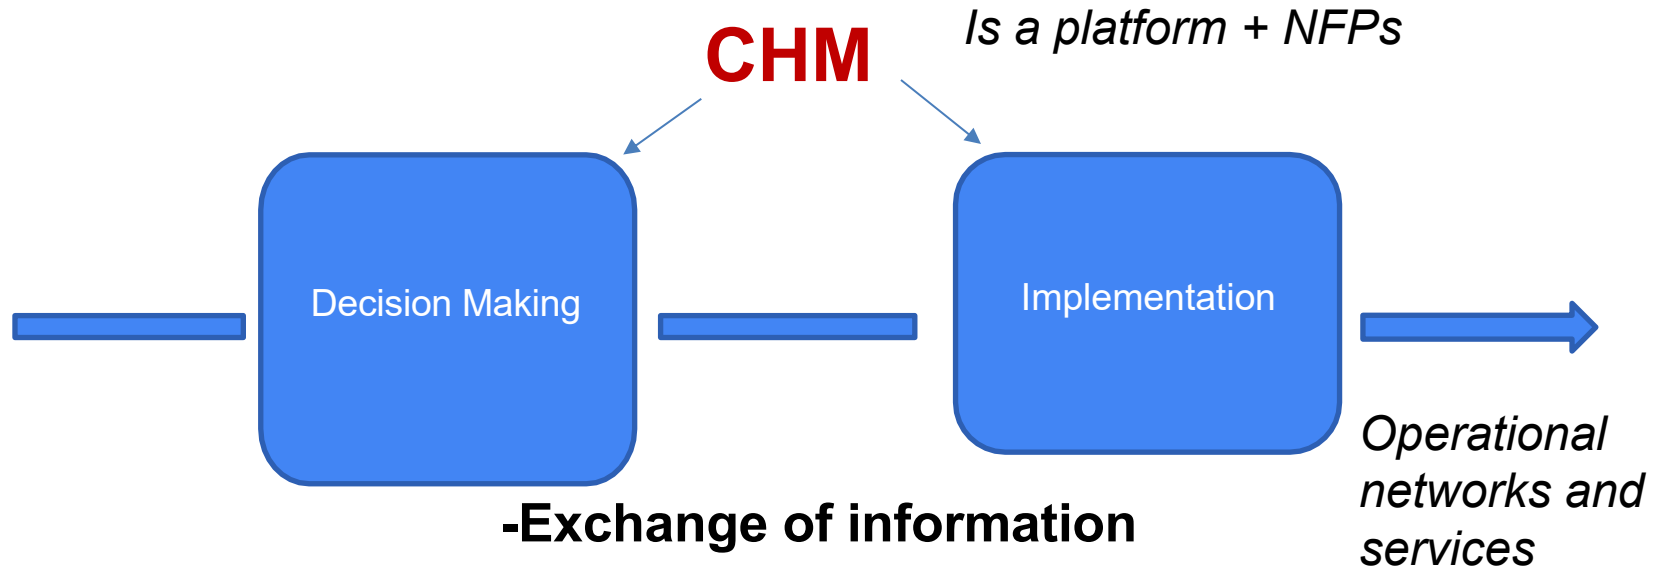 Is a platform + NFPs
CHM
Decision Making
Implementation
Operational
networks and
services
-Exchange of information